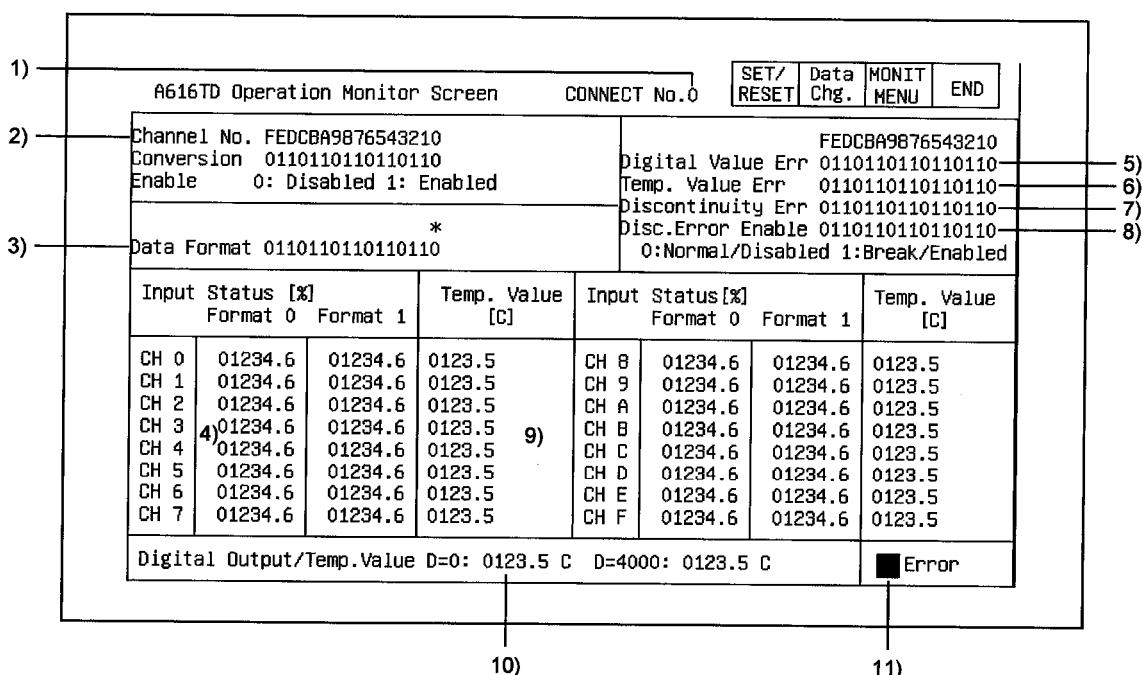 1)
A616TD Operation Monitor Screen CONNECT No.0 SET/ RESET Data Chg. MONIT MENU END
2)
Channel No. FEDCBA9876543210
Conversion 0110110110110110
Enable 0: Disabled 1: Enabled
FEDCBA9876543210
Digital Value Err 0110110110110110 5)
Temp. Value Err 0110110110110110 6)
Discontinuity Err 0110110110110110 7)
Disc.Error Enable 0110110110110110 8)
0:Normal/Disabled 1:Break/Enabled
*
3) Data Format 0110110110110110
Input Status [%] Temp. Value Input Status[%] Temp. Value
Format 0 Format 1 [C] Format 0 Format 1 [C]
CH 0 01234.6 01234.6 0123.5 CH 8 01234.6 01234.6 0123.5
CH 1 01234.6 01234.6 0123.5 CH 9 01234.6 01234.6 0123.5
CH 2 01234.6 01234.6 0123.5 CH A 01234.6 01234.6 0123.5
CH 3 4) 01234.6 01234.6 0123.5 9) CH B 01234.6 01234.6 0123.5
CH 4 01234.6 01234.6 0123.5 CH C 01234.6 01234.6 0123.5
CH 5 01234.6 01234.6 0123.5 CH D 01234.6 01234.6 0123.5
CH 6 01234.6 01234.6 0123.5 CH E 01234.6 01234.6 0123.5
CH 7 01234.6 01234.6 0123.5 CH F 01234.6 01234.6 0123.5
Digital Output/Temp.Value D=0: 0123.5 C D=4000: 0123.5 C Error
10) 11)